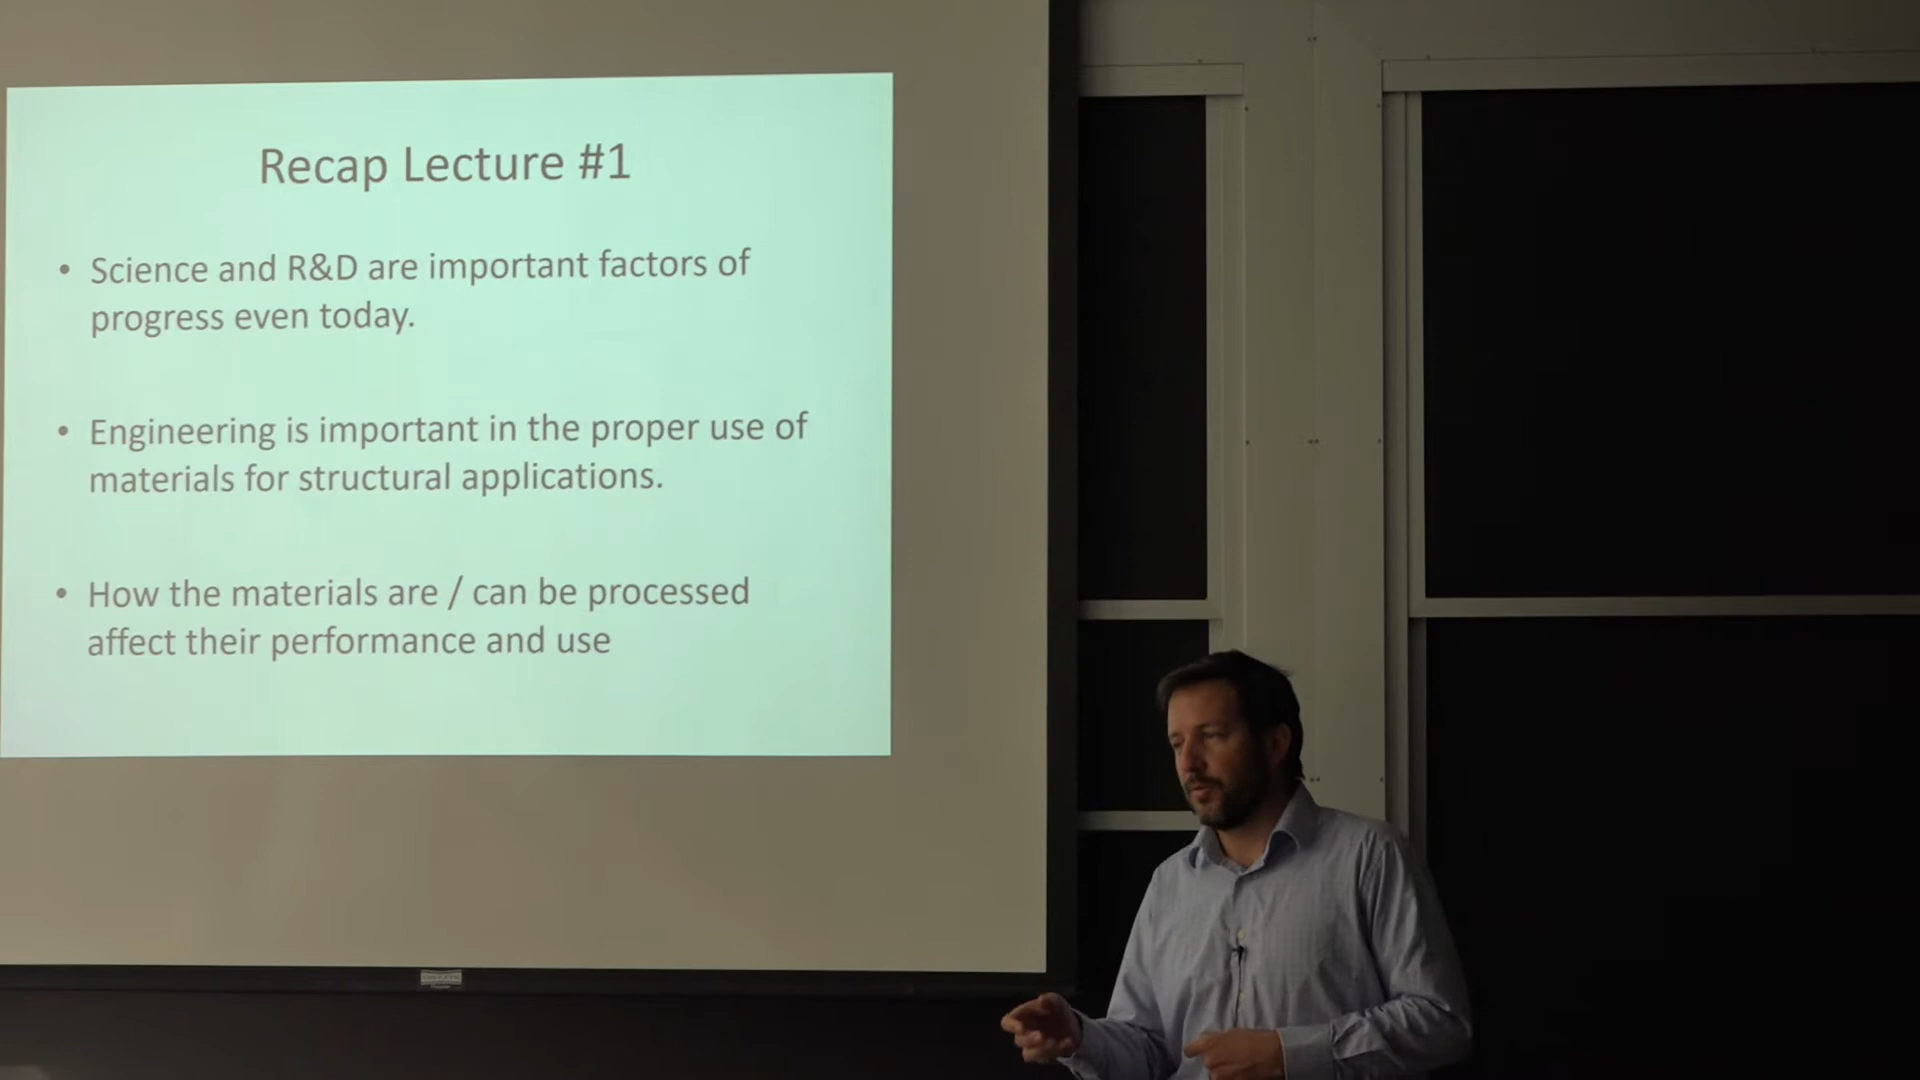 Recap Lecture #1
• Science and R&D are important factors of
progress even today.
• Engineering is important in the proper use of
materials for structural applications.
• How the materials are / can be processed
affect their performance and use